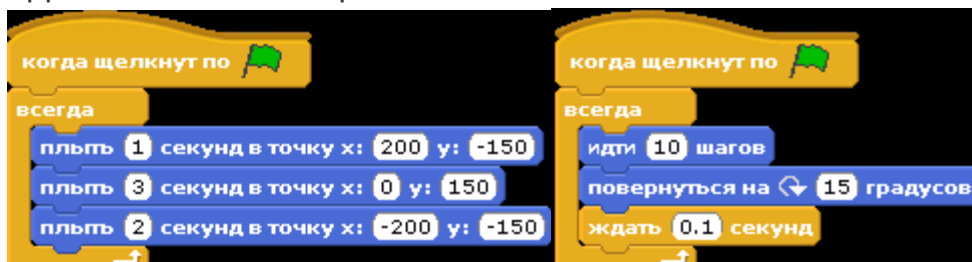 когда щелкнут по
всегда
плыть 1 секунд в точку x: 200 y: -150
плыть 3 секунд в точку x: 0 y: 150
плыть 2 секунд в точку x: -200 y: -150
когда щелкнут по
всегда
идти 10 шагов
повернуться на 15 градусов
ждать 0.1 секунд